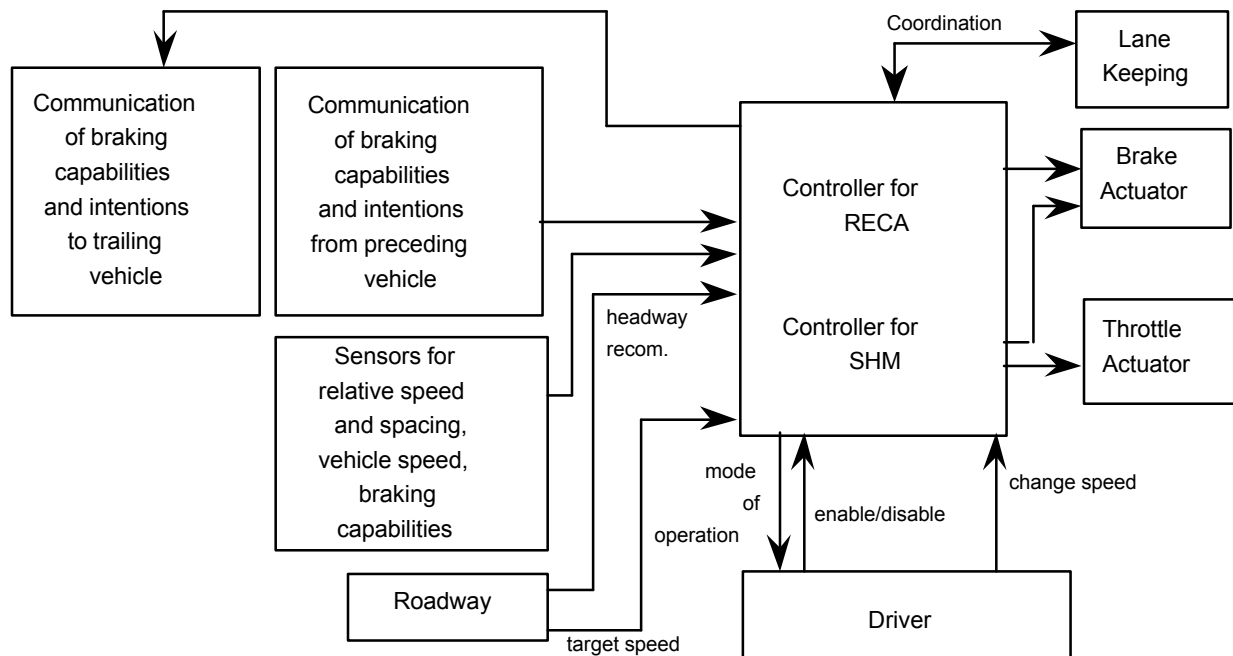 Coordination
Lane
Keeping
Communication
of braking
capabilities
and intentions
to trailing
vehicle
Communication
of braking
capabilities
and intentions
from preceding
vehicle
Controller for
RECA
Controller for
SHM
Brake
Actuator
Throttle
Actuator
headway
recom.
Sensors for
relative speed
and spacing,
vehicle speed,
braking
capabilities
mode
of
operation
enable/disable
change speed
Roadway
target speed
Driver